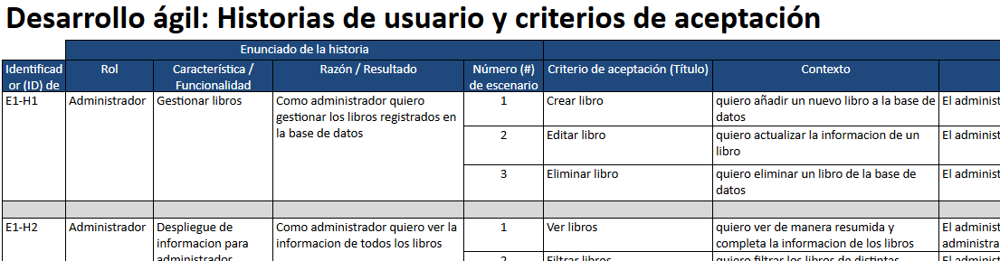 Desarrollo ágil: Historias de usuario y criterios de aceptación
Enunciado de la historia
Identificad
or (ID) de
Rol
Característica /
Funcionalidad
Razón / Resultado
Número (#)
de escenario
Criterio de aceptación (Título)
Contexto
E1-H1
Administrador
Gestionar libros
Como administrador quiero
gestionar los libros registrados en
la base de datos
1
Crear libro
quiero añadir un nuevo libro a la base de
datos
El administ
2
Editar libro
quiero actualizar la informacion de un
libro
El administ
3
Eliminar libro
quiero eliminar un libro de la base de
datos
El administ
E1-H2
Administrador
Despliegue de
informacion para
administrador
Como administrador quiero ver la
informacion de todos los libros
1
Ver libros
quiero ver de manera resumida y
completa la informacion de los libros
El administ
administra
2
Filtrar libros
quiero filtrar los libros de distintas
El administ